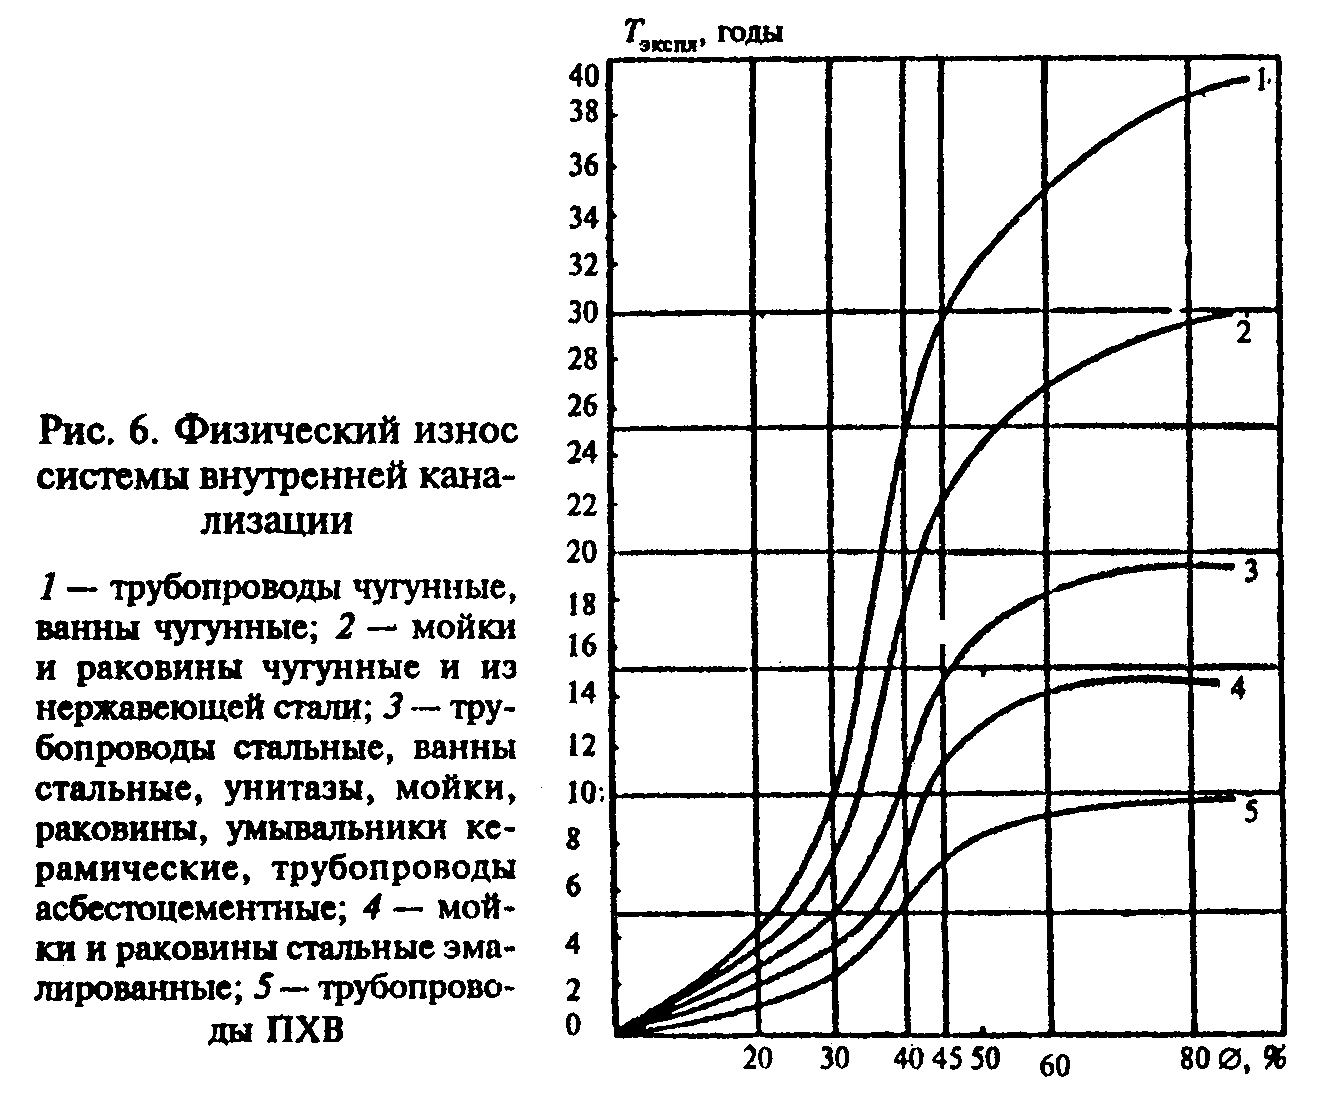 Tэкспл, годы
40
38
36
34
32
30
28
26
24
22
20
18
16
14
12
10
8
6
4
2
0
1
2
3
4
5
20 30 40 45 50 60 80 Ø, %
Рис. 6. Физический износ
системы внутренней кана-
лизации
1 — трубопроводы чугунные,
ванны чугунные; 2 — мойки
и раковины чугунные и из
нержавеющей стали; 3 — тру-
бопроводы стальные, ванны
стальные, унитазы, мойки,
раковины, умывальники ке-
рамические, трубопроводы
асбестоцементные; 4 — мой-
ки и раковины стальные эма-
лированные; 5 — трубопрово-
ды ПХВ